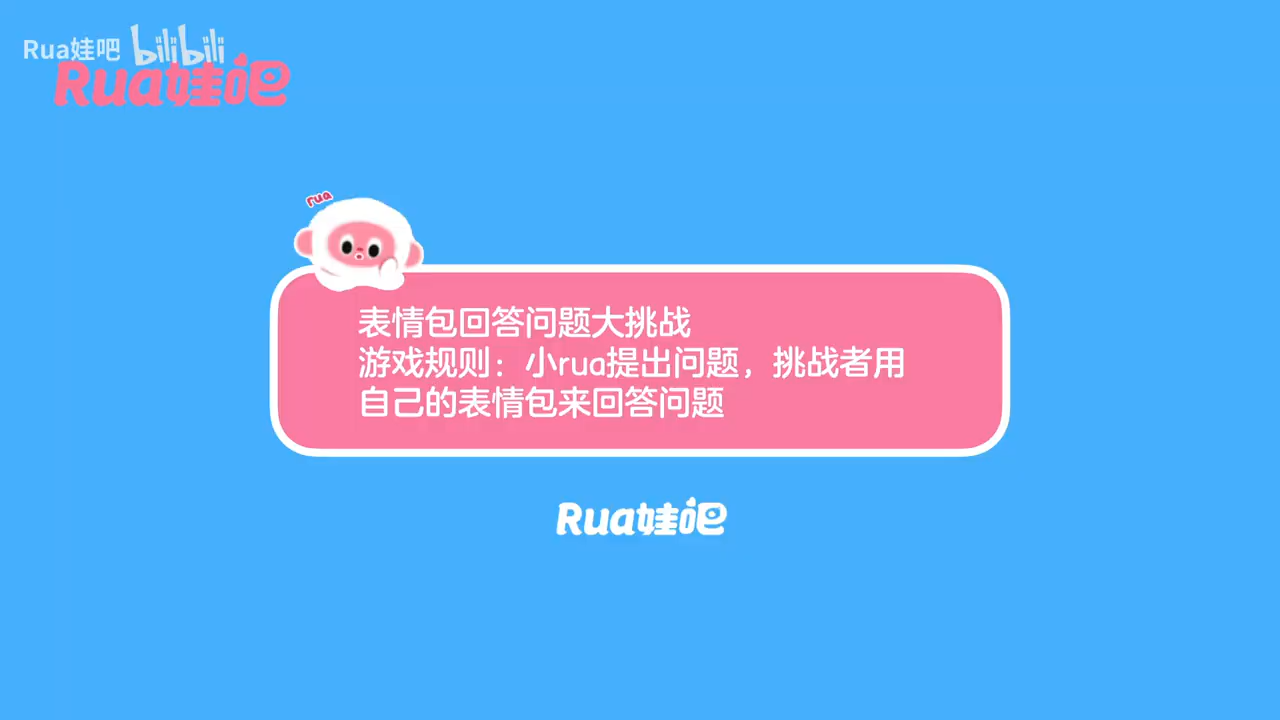 Rua娃吧 bilibili
Rua娃吧
rua
表情包回答问题大挑战
游戏规则：小rua提出问题，挑战者用
自己的表情包来回答问题
Rua娃吧